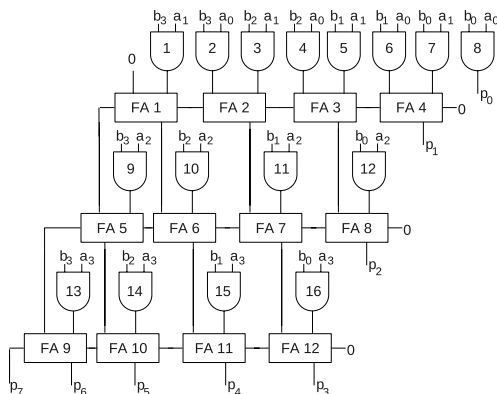 b₃ a₁ b₃ a₀ b₂ a₁ b₂ a₀ b₁ a₁ b₁ a₀ b₀ a₁ b₀ a₀
1 2 3 4 5 6 7 8
0
p₀
FA 1 FA 2 FA 3 FA 4 0
p₁
b₃ a₂ b₂ a₂ b₁ a₂ b₀ a₂
9 10 11 12
FA 5 FA 6 FA 7 FA 8 0
p₂
b₃ a₃ b₂ a₃ b₁ a₃ b₀ a₃
13 14 15 16
FA 9 FA 10 FA 11 FA 12 0
p₇ p₆ p₅ p₄ p₃